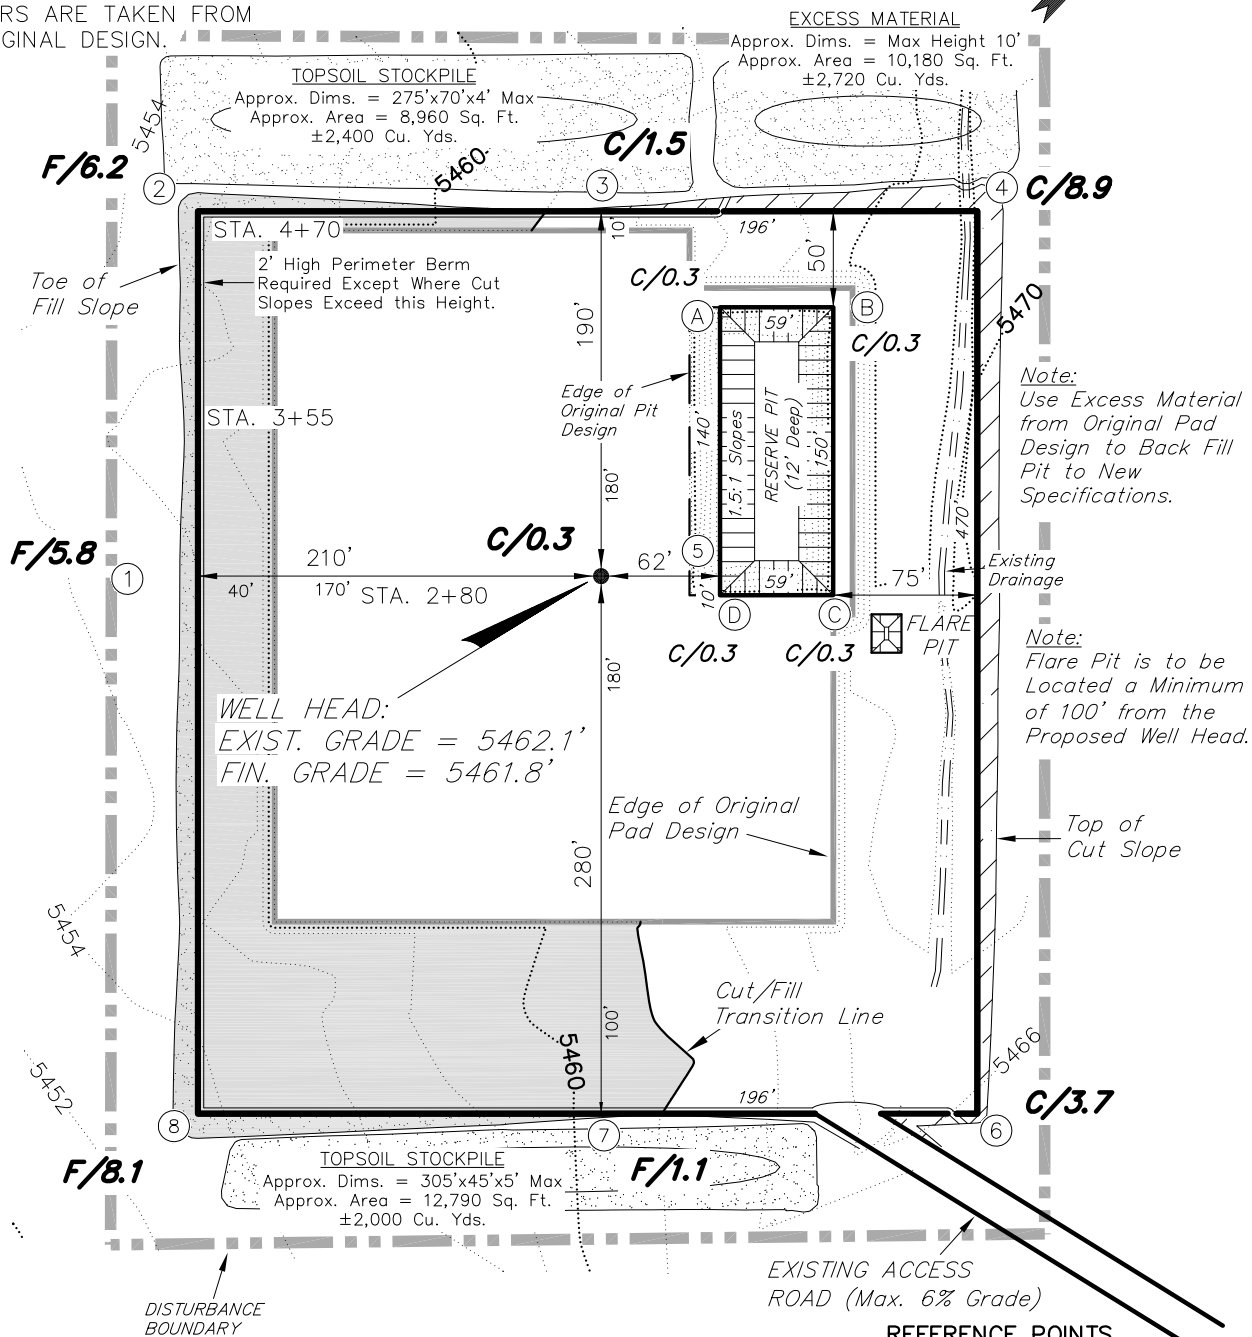 RS ARE TAKEN FROM
GINAL DESIGN.
EXCESS MATERIAL
Approx. Dims. = Max Height 10'
Approx. Area = 10,180 Sq. Ft.
±2,720 Cu. Yds.
TOPSOIL STOCKPILE
Approx. Dims. = 275'x70'x4' Max
Approx. Area = 8,960 Sq. Ft.
±2,400 Cu. Yds.
5454
C/1.5
F/6.2
5460
2
3
4
C/8.9
STA. 4+70
10'
196'
50'
2' High Perimeter Berm
Required Except Where Cut
Slopes Exceed this Height.
Toe of
Fill Slope
C/0.3
190'
A
59'
B
5470
C/0.3
Edge of
Original Pit
Design
Note:
Use Excess Material
from Original Pad
Design to Back Fill
Pit to New
Specifications.
STA. 3+55
140'
1.5:1 Slopes
RESERVE PIT
(12' Deep)
150'
180'
470'
F/5.8
1
C/0.3
5
210'
62'
75'
Existing
Drainage
40'
170'
STA. 2+80
59'
10'
D
C
FLARE
PIT
C/0.3
C/0.3
180'
Note:
Flare Pit is to be
Located a Minimum
of 100' from the
Proposed Well Head.
WELL HEAD:
EXIST. GRADE = 5462.1'
FIN. GRADE = 5461.8'
Edge of Original
Pad Design
Top of
Cut Slope
280'
5454
Cut/Fill
Transition Line
100'
5460
5466
5452
196'
C/3.7
8
7
6
F/8.1
F/1.1
TOPSOIL STOCKPILE
Approx. Dims. = 305'x45'x5' Max
Approx. Area = 12,790 Sq. Ft.
±2,000 Cu. Yds.
EXISTING ACCESS
ROAD (Max. 6% Grade)
DISTURBANCE
BOUNDARY
REFERENCE POINTS